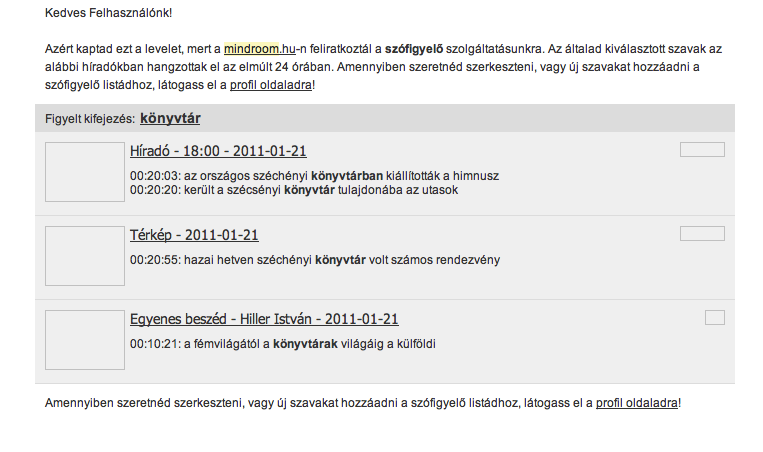 Kedves Felhasználónk!
Azért kaptad ezt a levelet, mert a mindroom.hu-n feliratkoztál a szófigyelő szolgáltatásunkra. Az általad kiválasztott szavak az
alábbi híradókban hangzottak el az elmúlt 24 órában. Amennyiben szeretnéd szerkeszteni, vagy új szavakat hozzáadni a
szófigyelő listádhoz, látogass el a profil oldaladra!
Figyelt kifejezés: könyvtár
Híradó - 18:00 - 2011-01-21
00:20:03: az országos széchényi könyvtárban kiállították a himnusz
00:20:20: került a szécsényi könyvtár tulajdonába az utasok
Térkép - 2011-01-21
00:20:55: hazai hetven széchényi könyvtár volt számos rendezvény
Egyenes beszéd - Hiller István - 2011-01-21
00:10:21: a fémvilágától a könyvtárak világáig a külföldi
Amennyiben szeretnéd szerkeszteni, vagy új szavakat hozzáadni a szófigyelő listádhoz, látogass el a profil oldaladra!